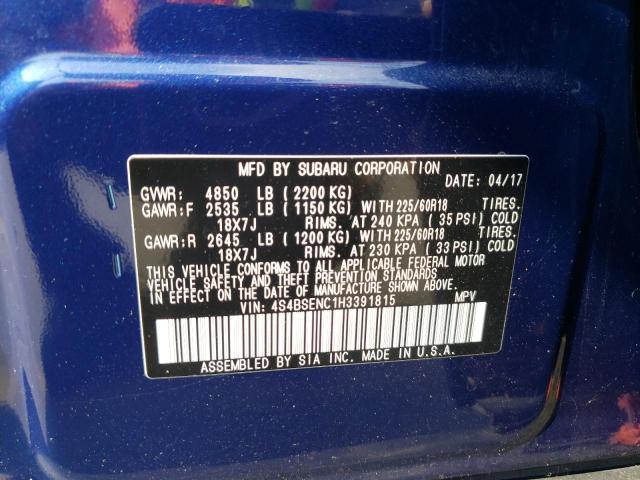 MFD BY SUBARU CORPORATION
DATE: 04/17
GVWR: 4850 LB (2200 KG)
GAWR:F 2535 LB (1150 KG) WITH 225/60R18 TIRES.
18X7J RIMS. AT 240 KPA (35 PSI) COLD
GAWR:R 2645 LB (1200 KG) WITH 225/60R18 TIRES.
18X7J RIMS. AT 230 KPA (33 PSI) COLD
THIS VEHICLE CONFORMS TO ALL APPLICABLE FEDERAL MOTOR
VEHICLE SAFETY AND THEFT PREVENTION STANDARDS
IN EFFECT ON THE DATE OF MANUFACTURE SHOWN ABOVE.
VIN: 4S4BSENC1H3391815 MPV
ASSEMBLED BY SIA INC. MADE IN U.S.A.